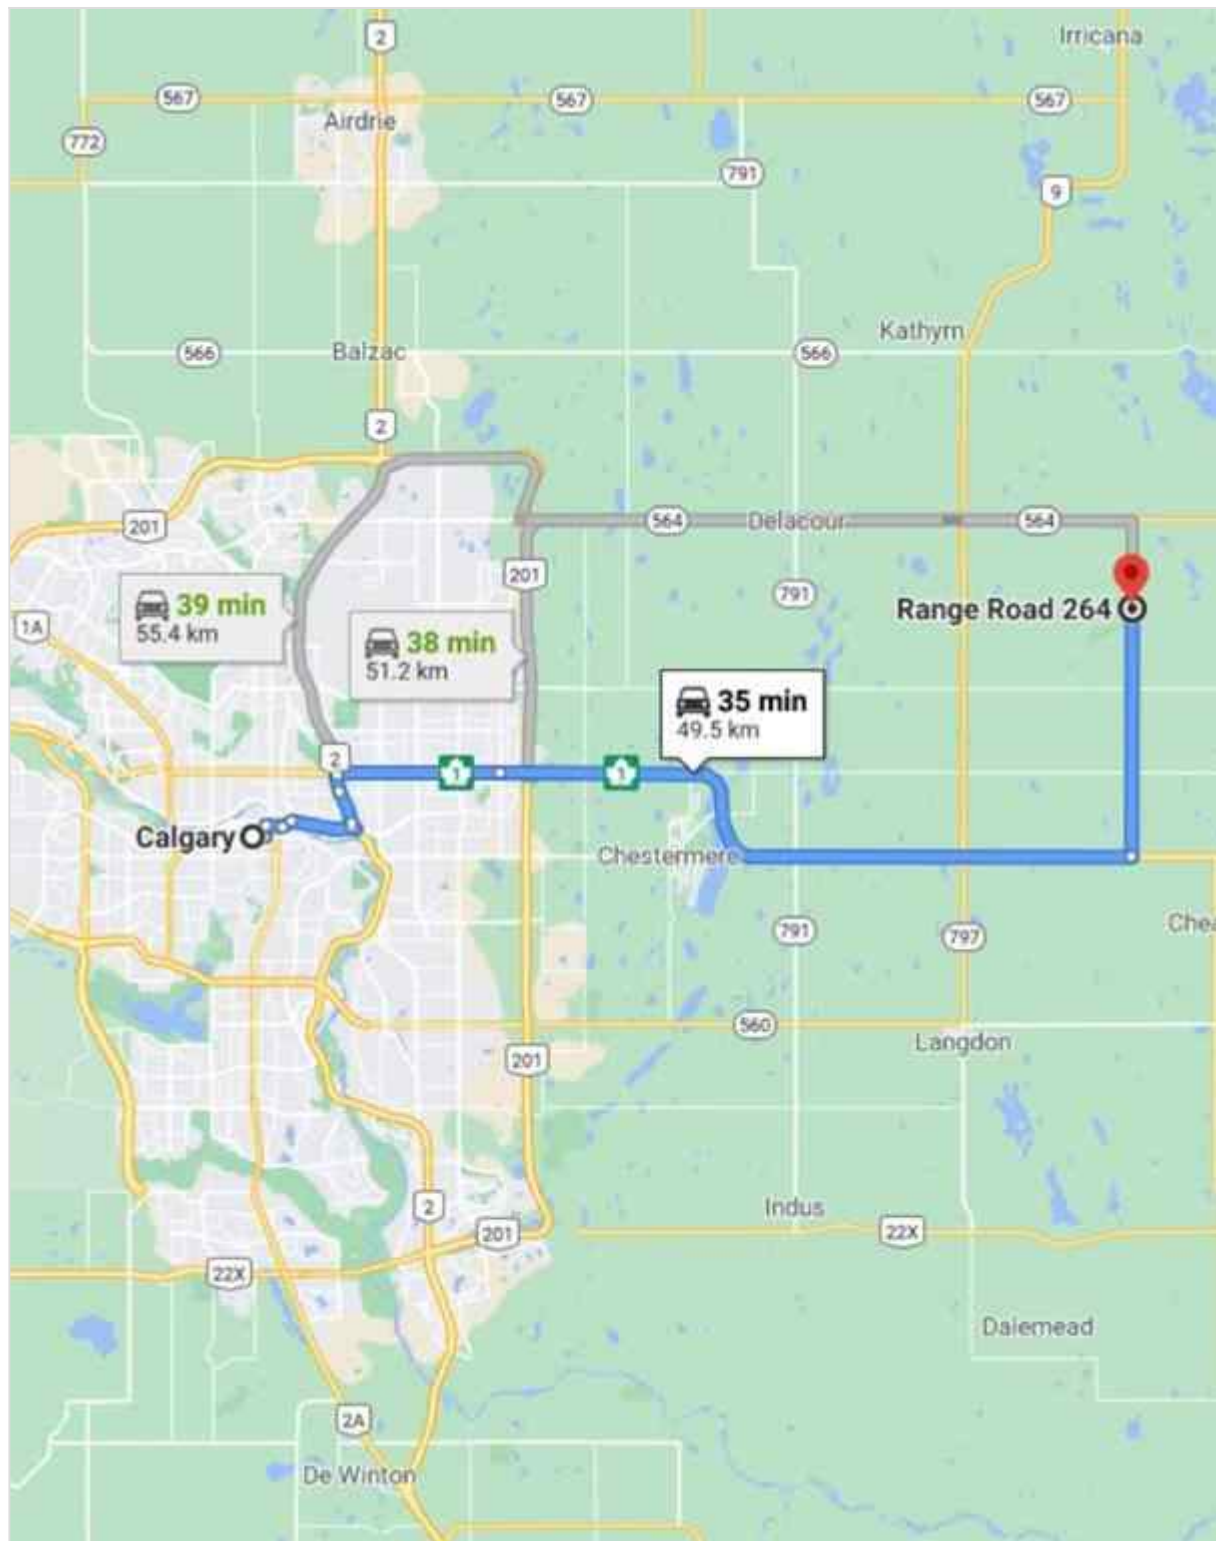 2
Irricana
567
567
567
Airdrie
772
791
9
Kathyrn
566
Balzac
566
2
201
564
Delacour
564
201
39 min
55.4 km
791
Range Road 264
1A
38 min
51.2 km
35 min
49.5 km
2
1
1
Calgary
Chestermere
791
797
Chea
560
Langdon
201
2
Indus
201
22X
22X
Dalemead
2A
De Winton